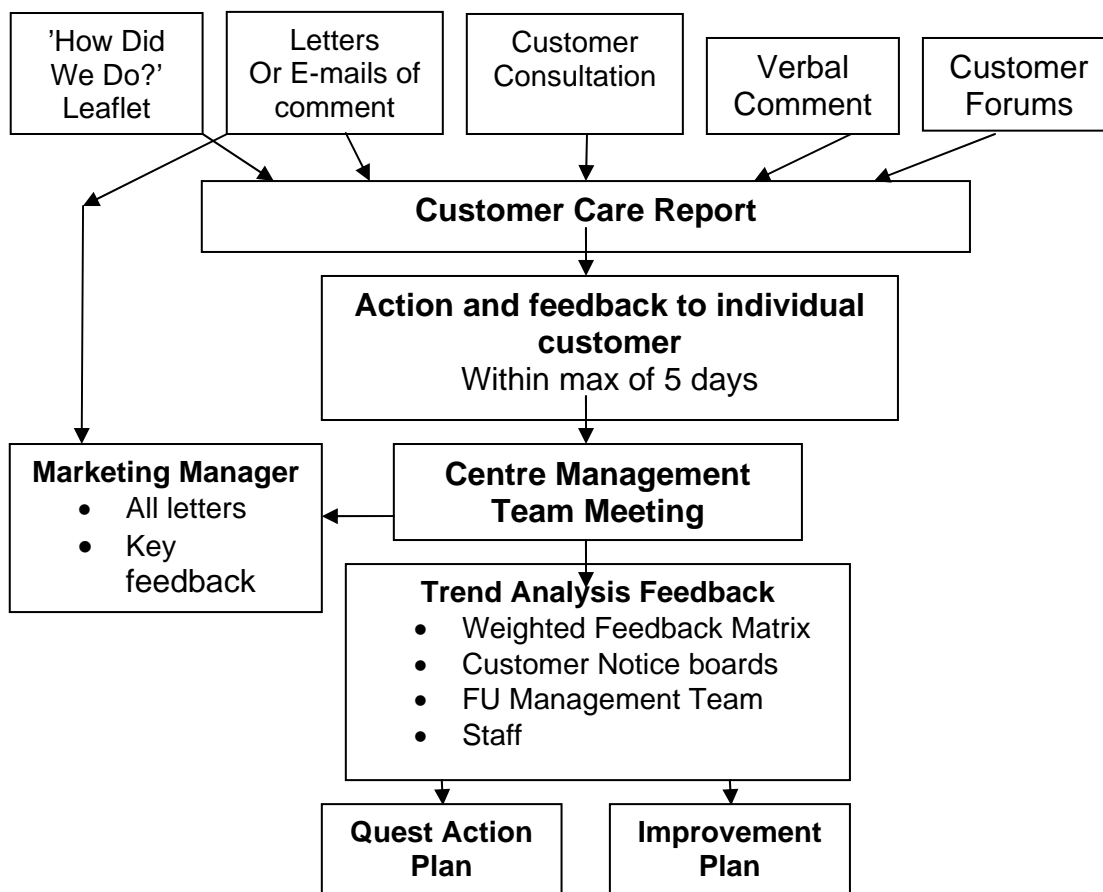 ’How Did
We Do?’
Leaflet
Letters
Or E-mails of
comment
Customer
Consultation
Verbal
Comment
Customer
Forums
Customer Care Report
Action and feedback to individual
customer
Within max of 5 days
Marketing Manager
• All letters
• Key
feedback
Centre Management
Team Meeting
Trend Analysis Feedback
• Weighted Feedback Matrix
• Customer Notice boards
• FU Management Team
• Staff
Quest Action
Plan
Improvement
Plan